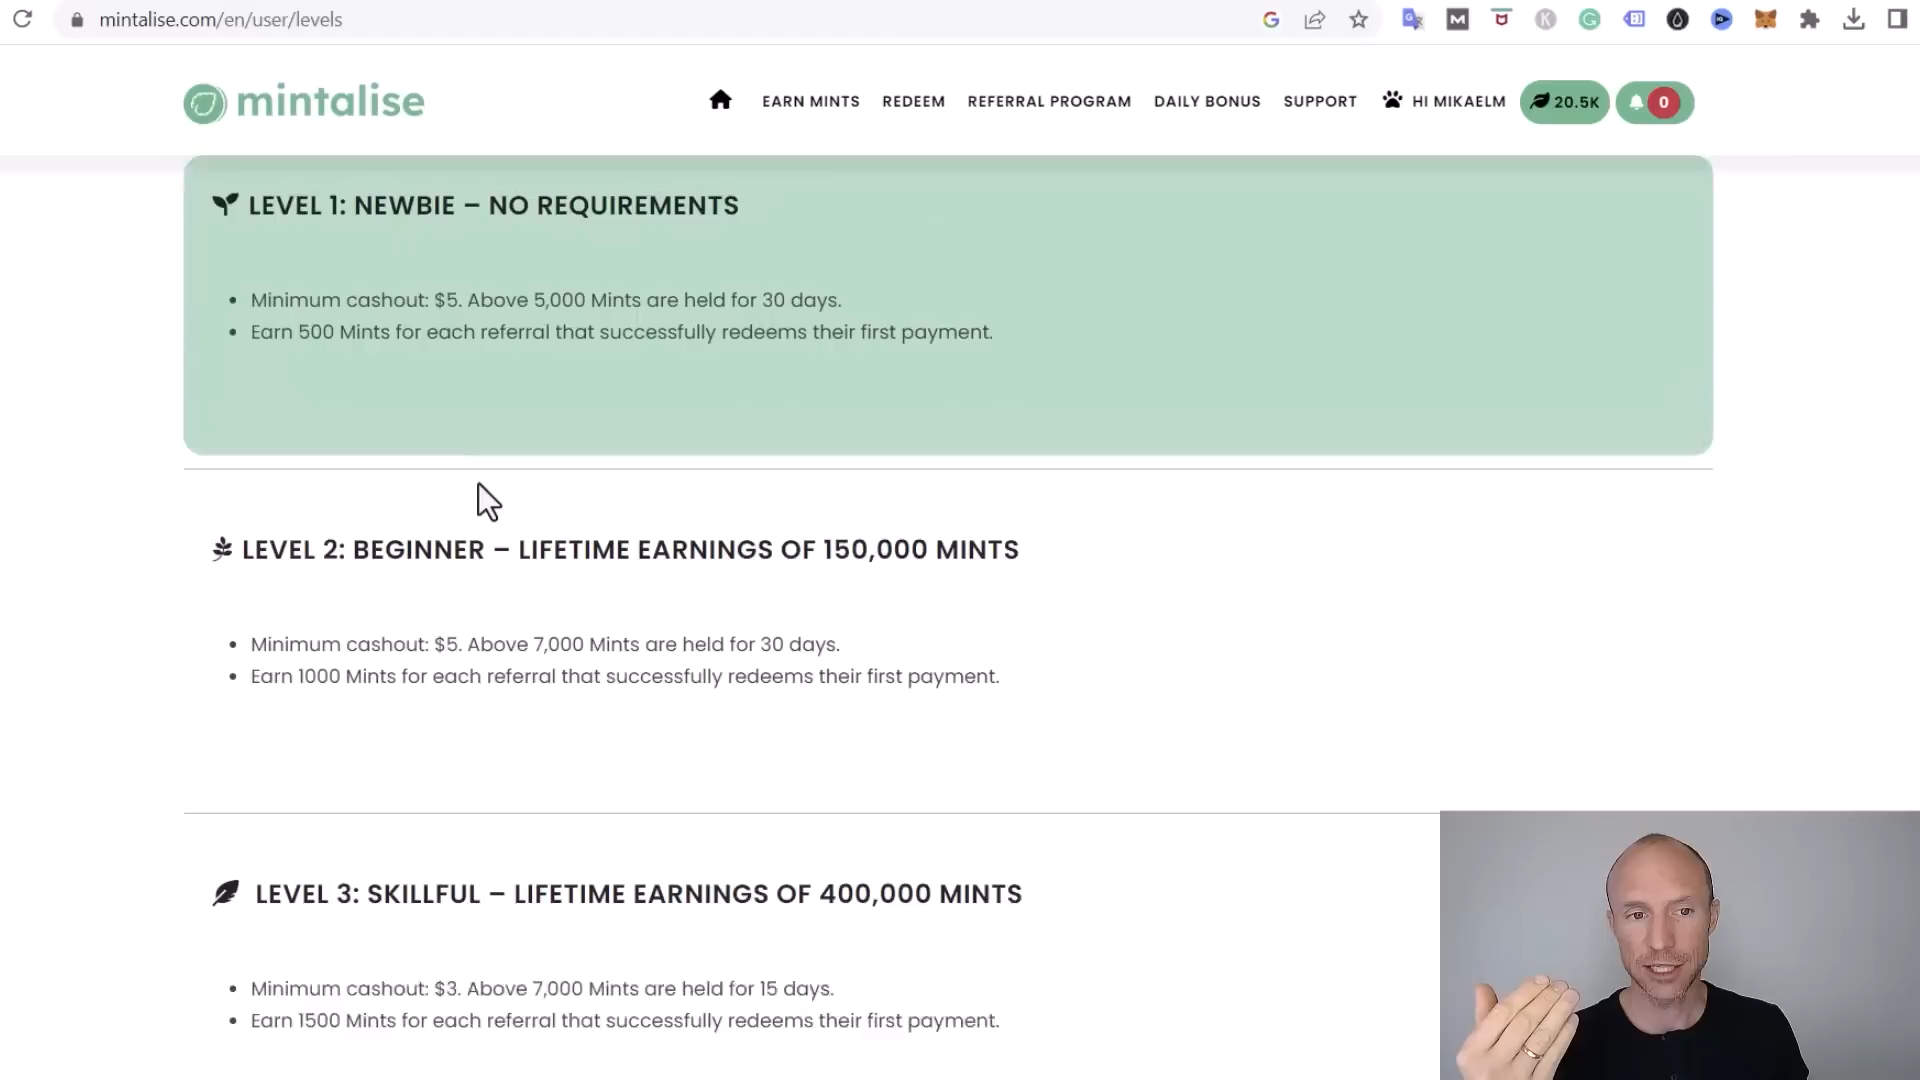 mintalise.com/en/user/levels
mintalise
EARN MINTS
REDEEM
REFERRAL PROGRAM
DAILY BONUS
SUPPORT
HI MIKAELM
20.5K
0
LEVEL 1: NEWBIE – NO REQUIREMENTS
• Minimum cashout: $5. Above 5,000 Mints are held for 30 days.
• Earn 500 Mints for each referral that successfully redeems their first payment.
LEVEL 2: BEGINNER – LIFETIME EARNINGS OF 150,000 MINTS
• Minimum cashout: $5. Above 7,000 Mints are held for 30 days.
• Earn 1000 Mints for each referral that successfully redeems their first payment.
LEVEL 3: SKILLFUL – LIFETIME EARNINGS OF 400,000 MINTS
• Minimum cashout: $3. Above 7,000 Mints are held for 15 days.
• Earn 1500 Mints for each referral that successfully redeems their first payment.